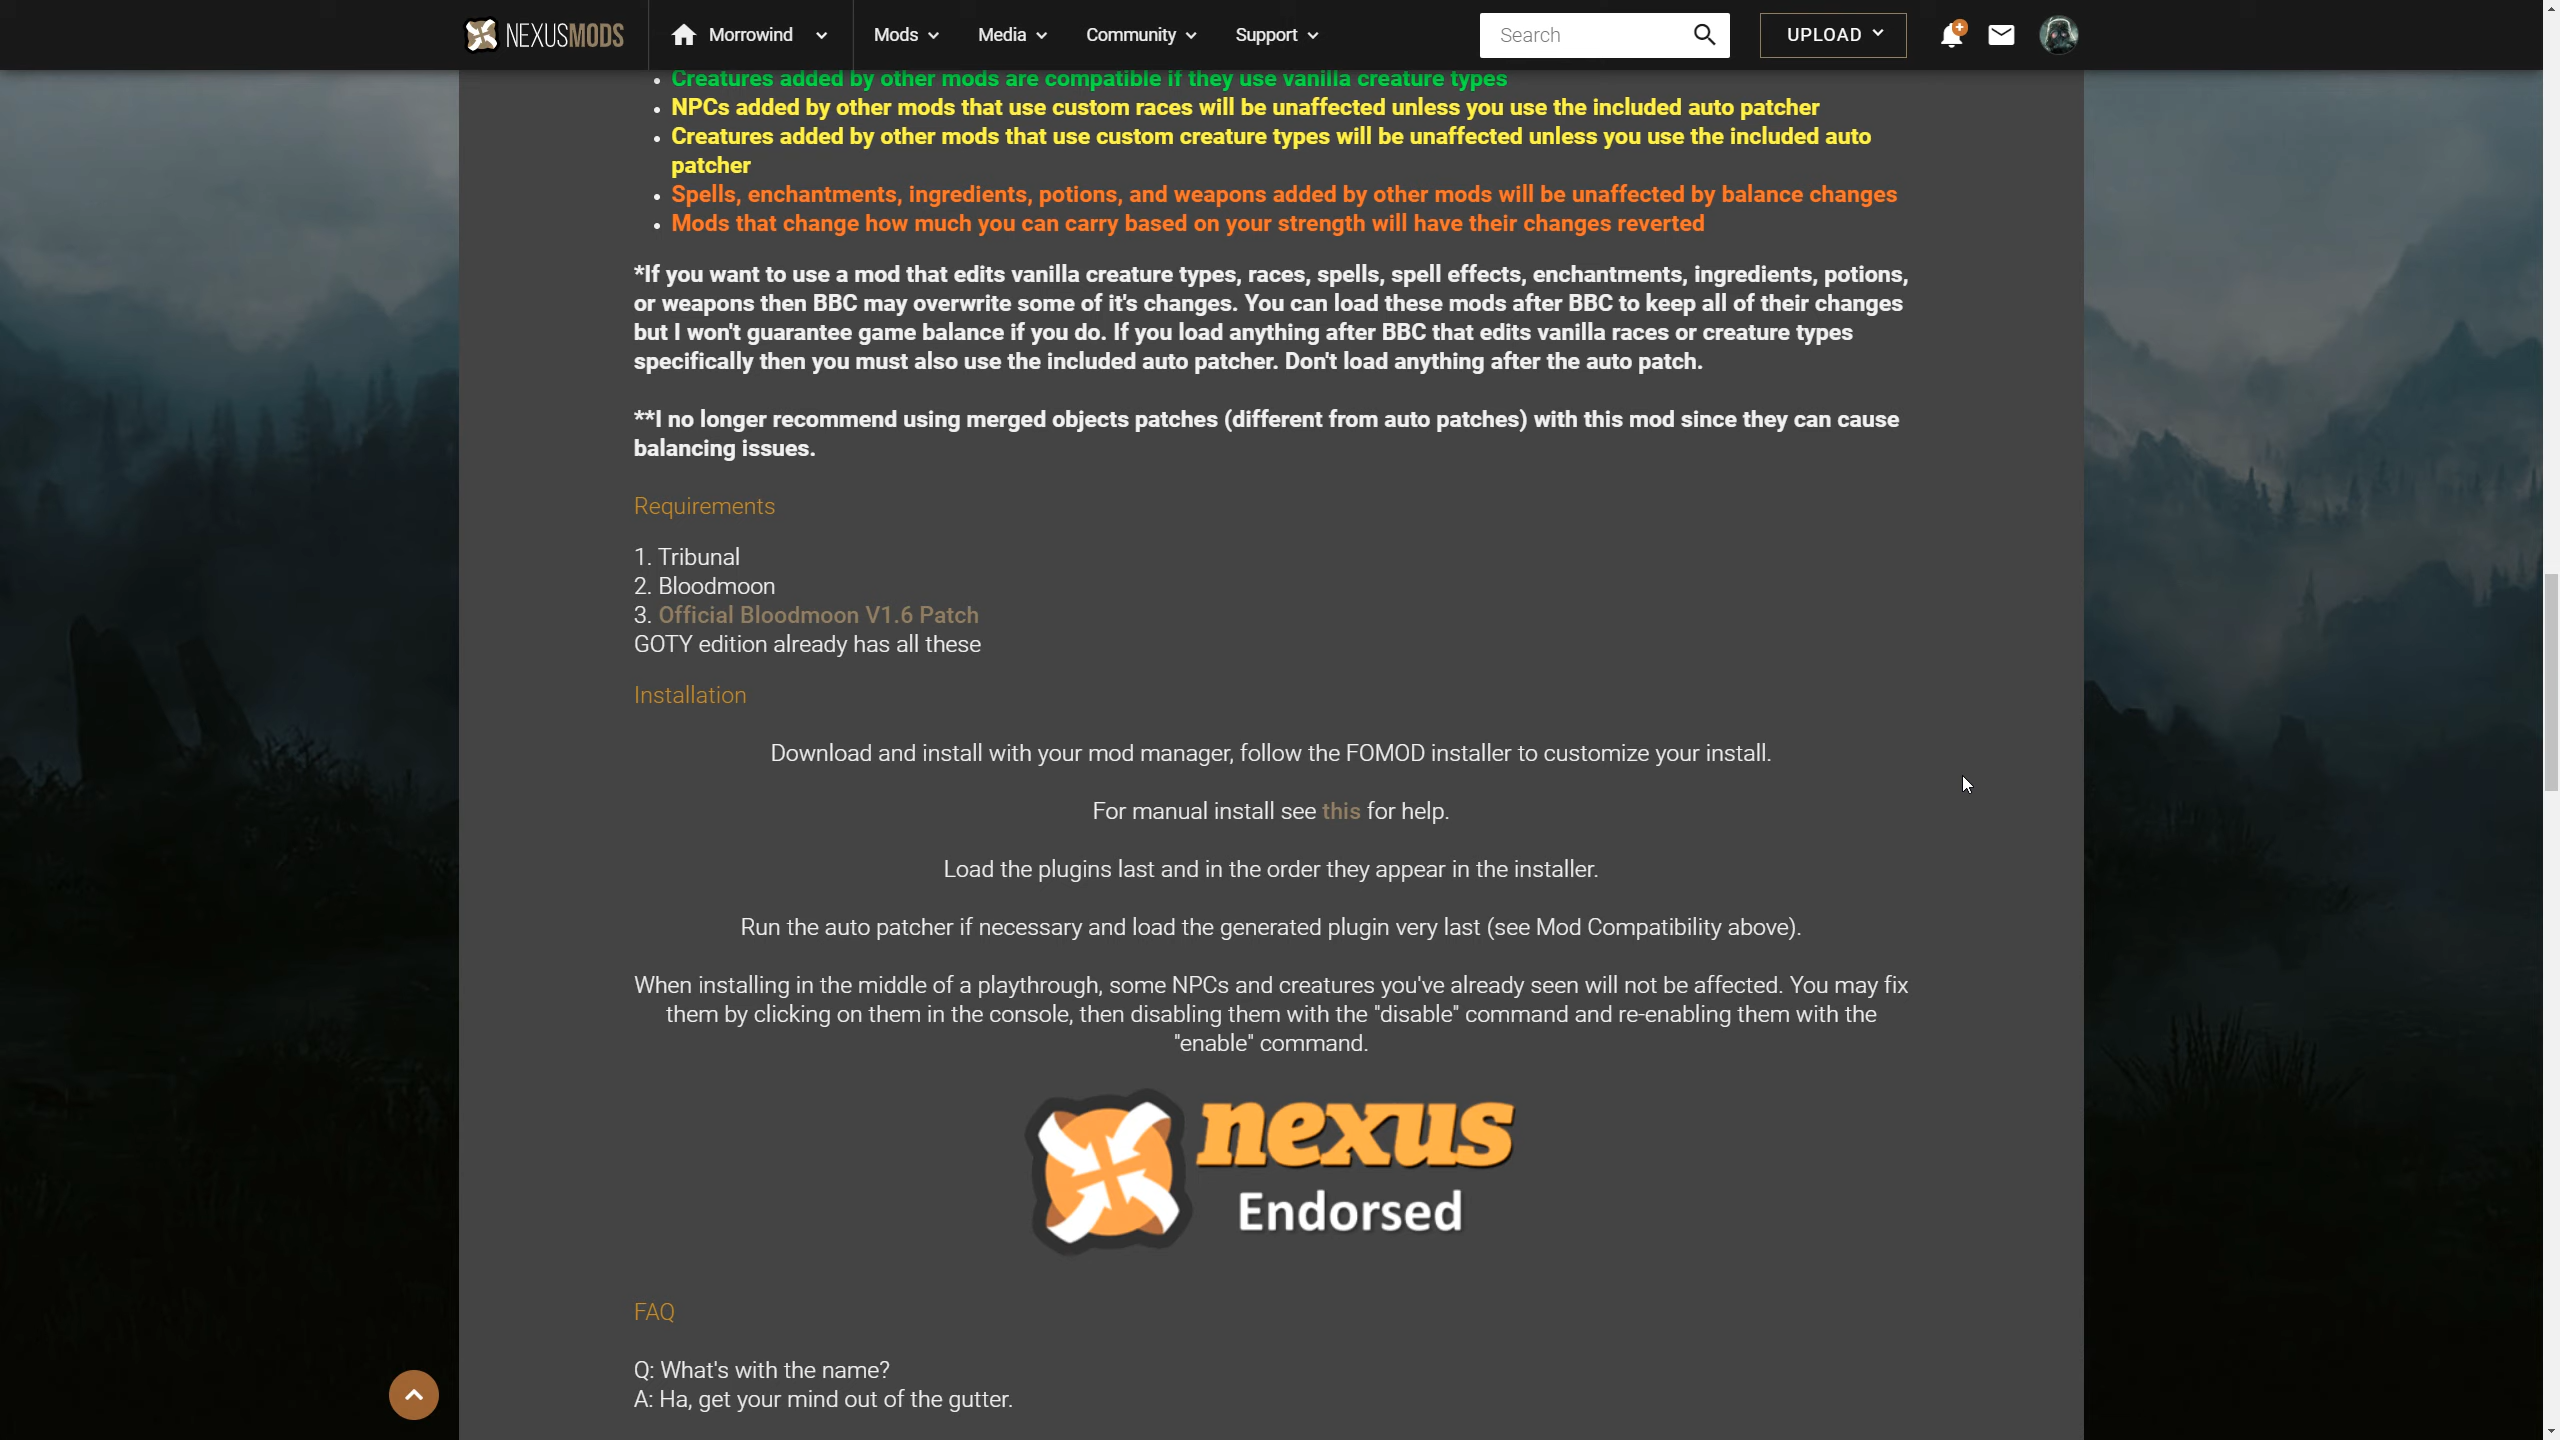 NEXUSMODS
Morrowind
Mods
Media
Community
Support
Search
UPLOAD
Creatures added by other mods are compatible if they use vanilla creature types
NPCs added by other mods that use custom races will be unaffected unless you use the included auto patcher
Creatures added by other mods that use custom creature types will be unaffected unless you use the included auto
patcher
Spells, enchantments, ingredients, potions, and weapons added by other mods will be unaffected by balance changes
Mods that change how much you can carry based on your strength will have their changes reverted
*If you want to use a mod that edits vanilla creature types, races, spells, spell effects, enchantments, ingredients, potions,
or weapons then BBC may overwrite some of it's changes. You can load these mods after BBC to keep all of their changes
but I won't guarantee game balance if you do. If you load anything after BBC that edits vanilla races or creature types
specifically then you must also use the included auto patcher. Don't load anything after the auto patch.
**I no longer recommend using merged objects patches (different from auto patches) with this mod since they can cause
balancing issues.
Requirements
1. Tribunal
2. Bloodmoon
3. Official Bloodmoon V1.6 Patch
GOTY edition already has all these
Installation
Download and install with your mod manager, follow the FOMOD installer to customize your install.
For manual install see this for help.
Load the plugins last and in the order they appear in the installer.
Run the auto patcher if necessary and load the generated plugin very last (see Mod Compatibility above).
When installing in the middle of a playthrough, some NPCs and creatures you've already seen will not be affected. You may fix
them by clicking on them in the console, then disabling them with the "disable" command and re-enabling them with the
"enable" command.
nexus
Endorsed
FAQ
Q: What's with the name?
A: Ha, get your mind out of the gutter.